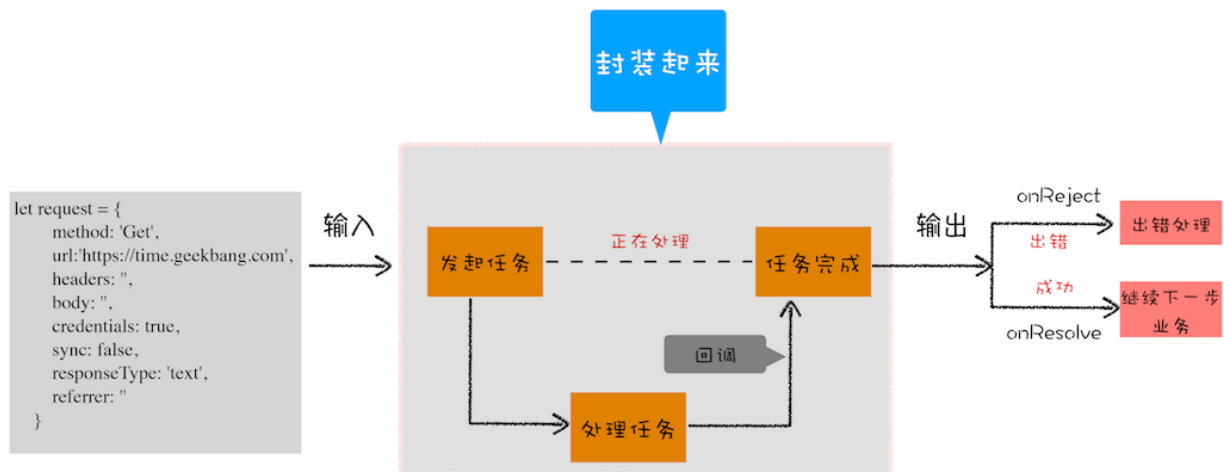 封装起来
let request = {
method: 'Get',
url:'https://time.geekbang.com',
headers: '',
body: '',
credentials: true,
sync: false,
responseType: 'text',
referrer: ''
}
输入
发起任务
正在处理
任务完成
回调
处理任务
输出
onReject
出错
出错处理
成功
onResolve
继续下一步
业务